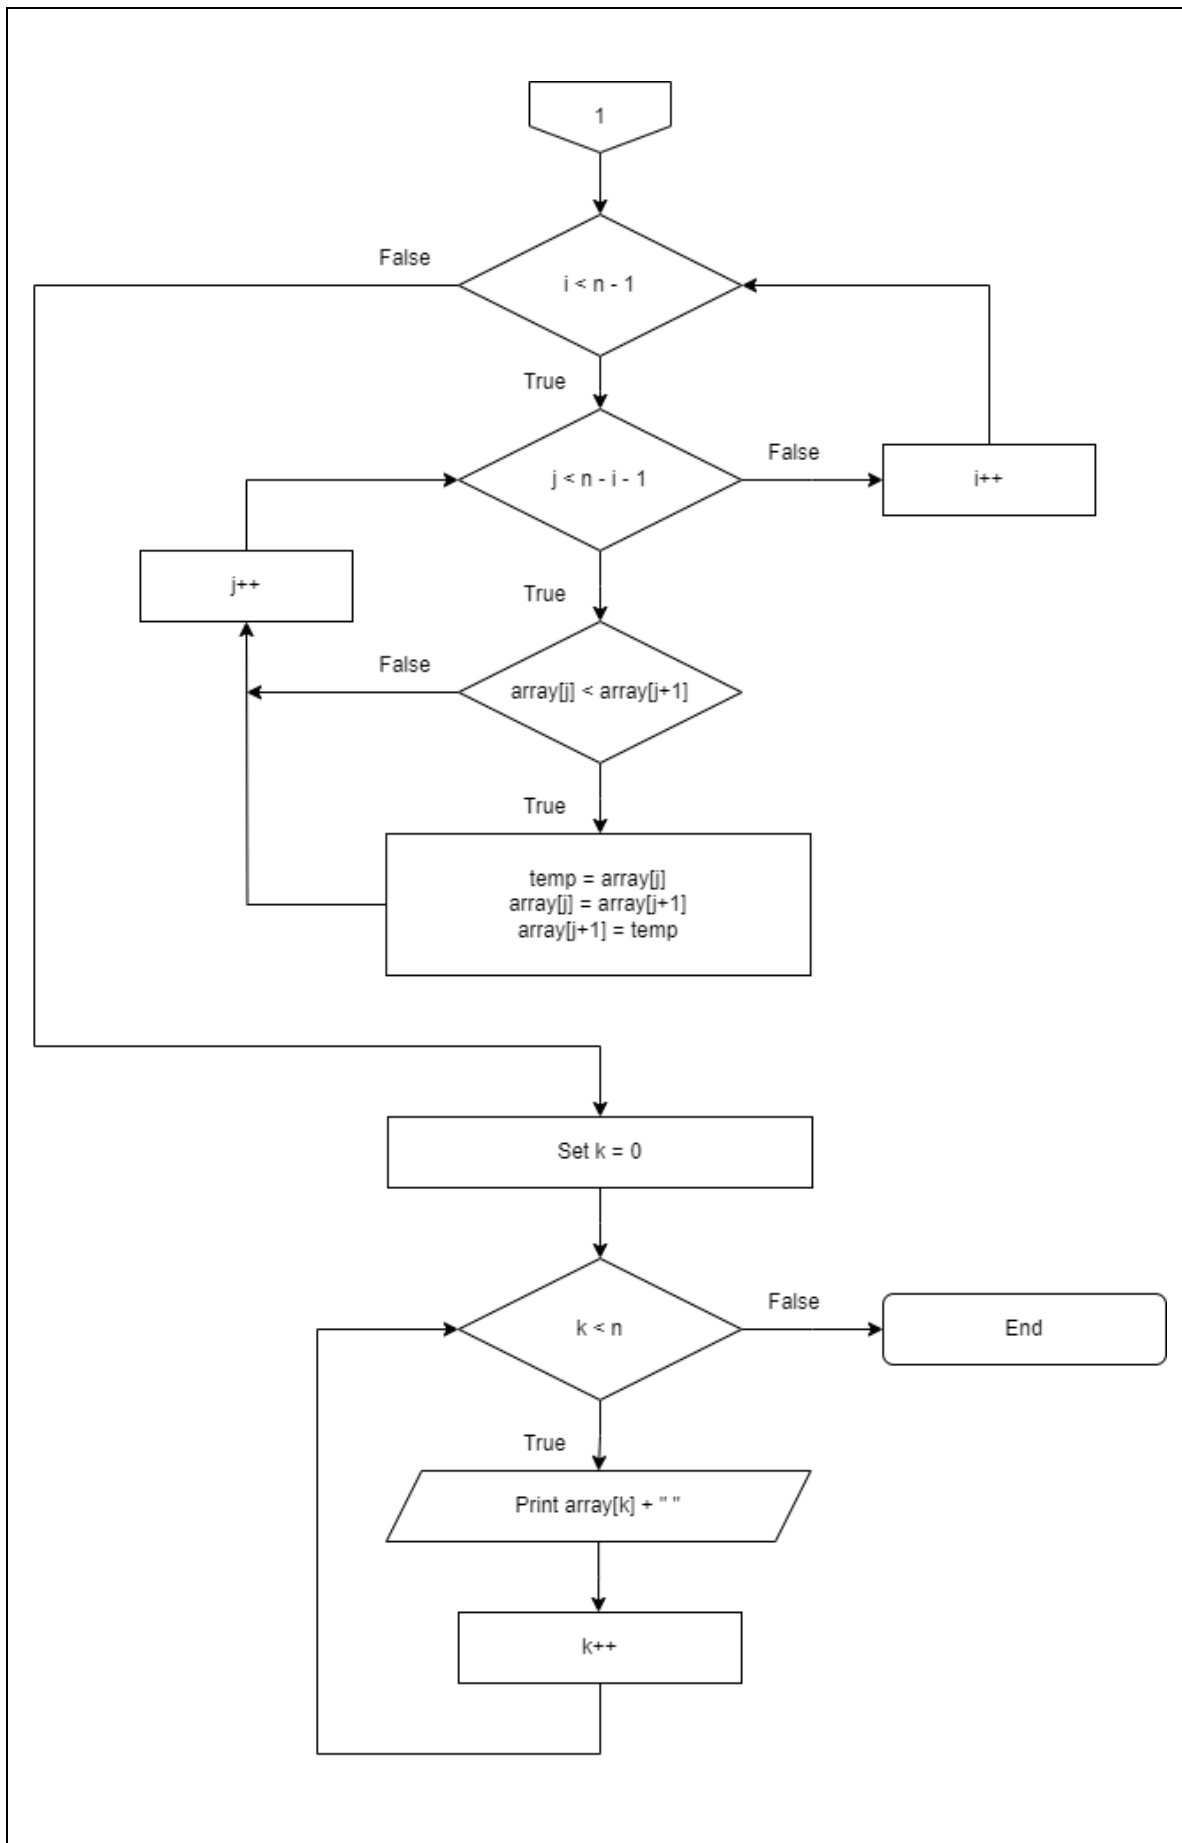 1
False
i < n - 1
True
False
j < n - i - 1
i++
j++
True
False
array[j] < array[j+1]
True
temp = array[j]
array[j] = array[j+1]
array[j+1] = temp
Set k = 0
False
k < n
End
True
Print array[k] + " "
k++